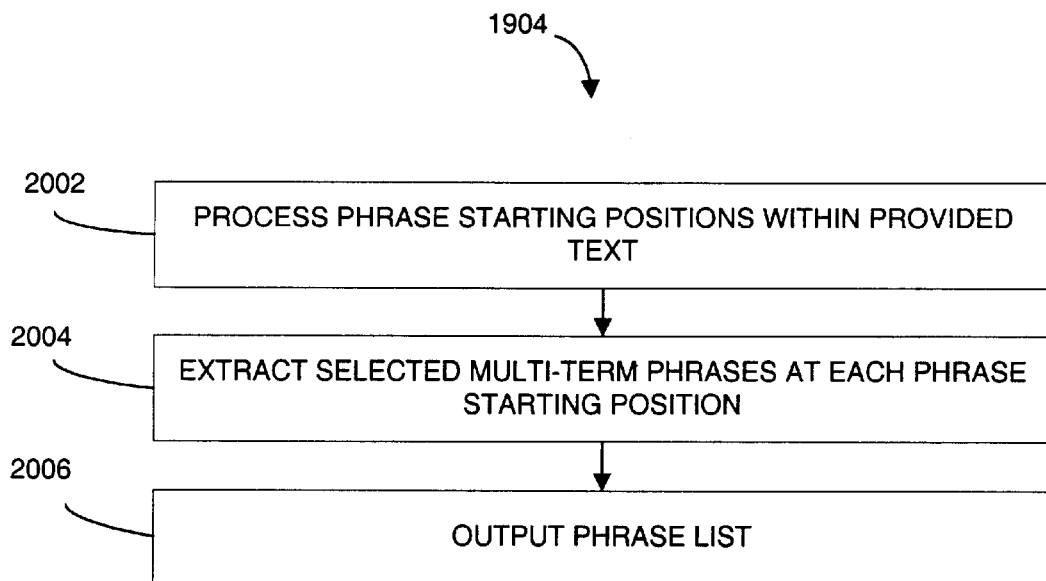 1904
2002
PROCESS PHRASE STARTING POSITIONS WITHIN PROVIDED
TEXT
2004
EXTRACT SELECTED MULTI-TERM PHRASES AT EACH PHRASE
STARTING POSITION
2006
OUTPUT PHRASE LIST